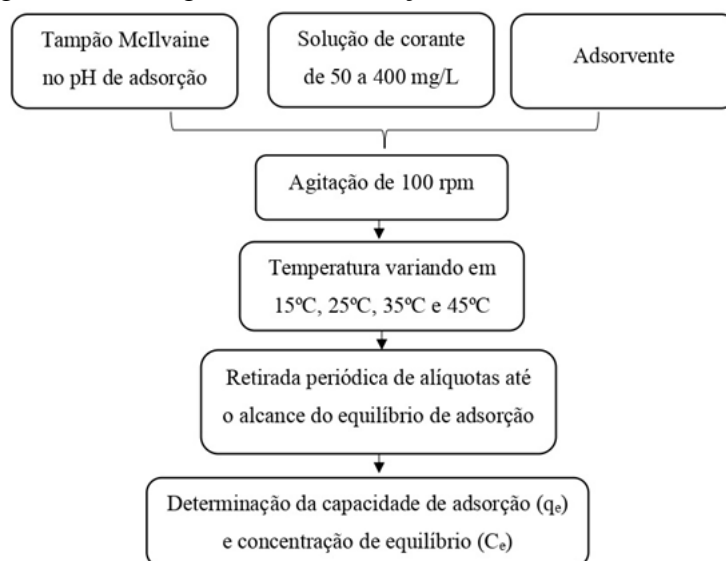 Tampão McIlvaine
no pH de adsorção
Solução de corante
de 50 a 400 mg/L
Adsorvente
Agitação de 100 rpm
Temperatura variando em
15ºC, 25ºC, 35ºC e 45ºC
Retirada periódica de alíquotas até
o alcance do equilíbrio de adsorção
Determinação da capacidade de adsorção (qₑ)
e concentração de equilíbrio (Cₑ)